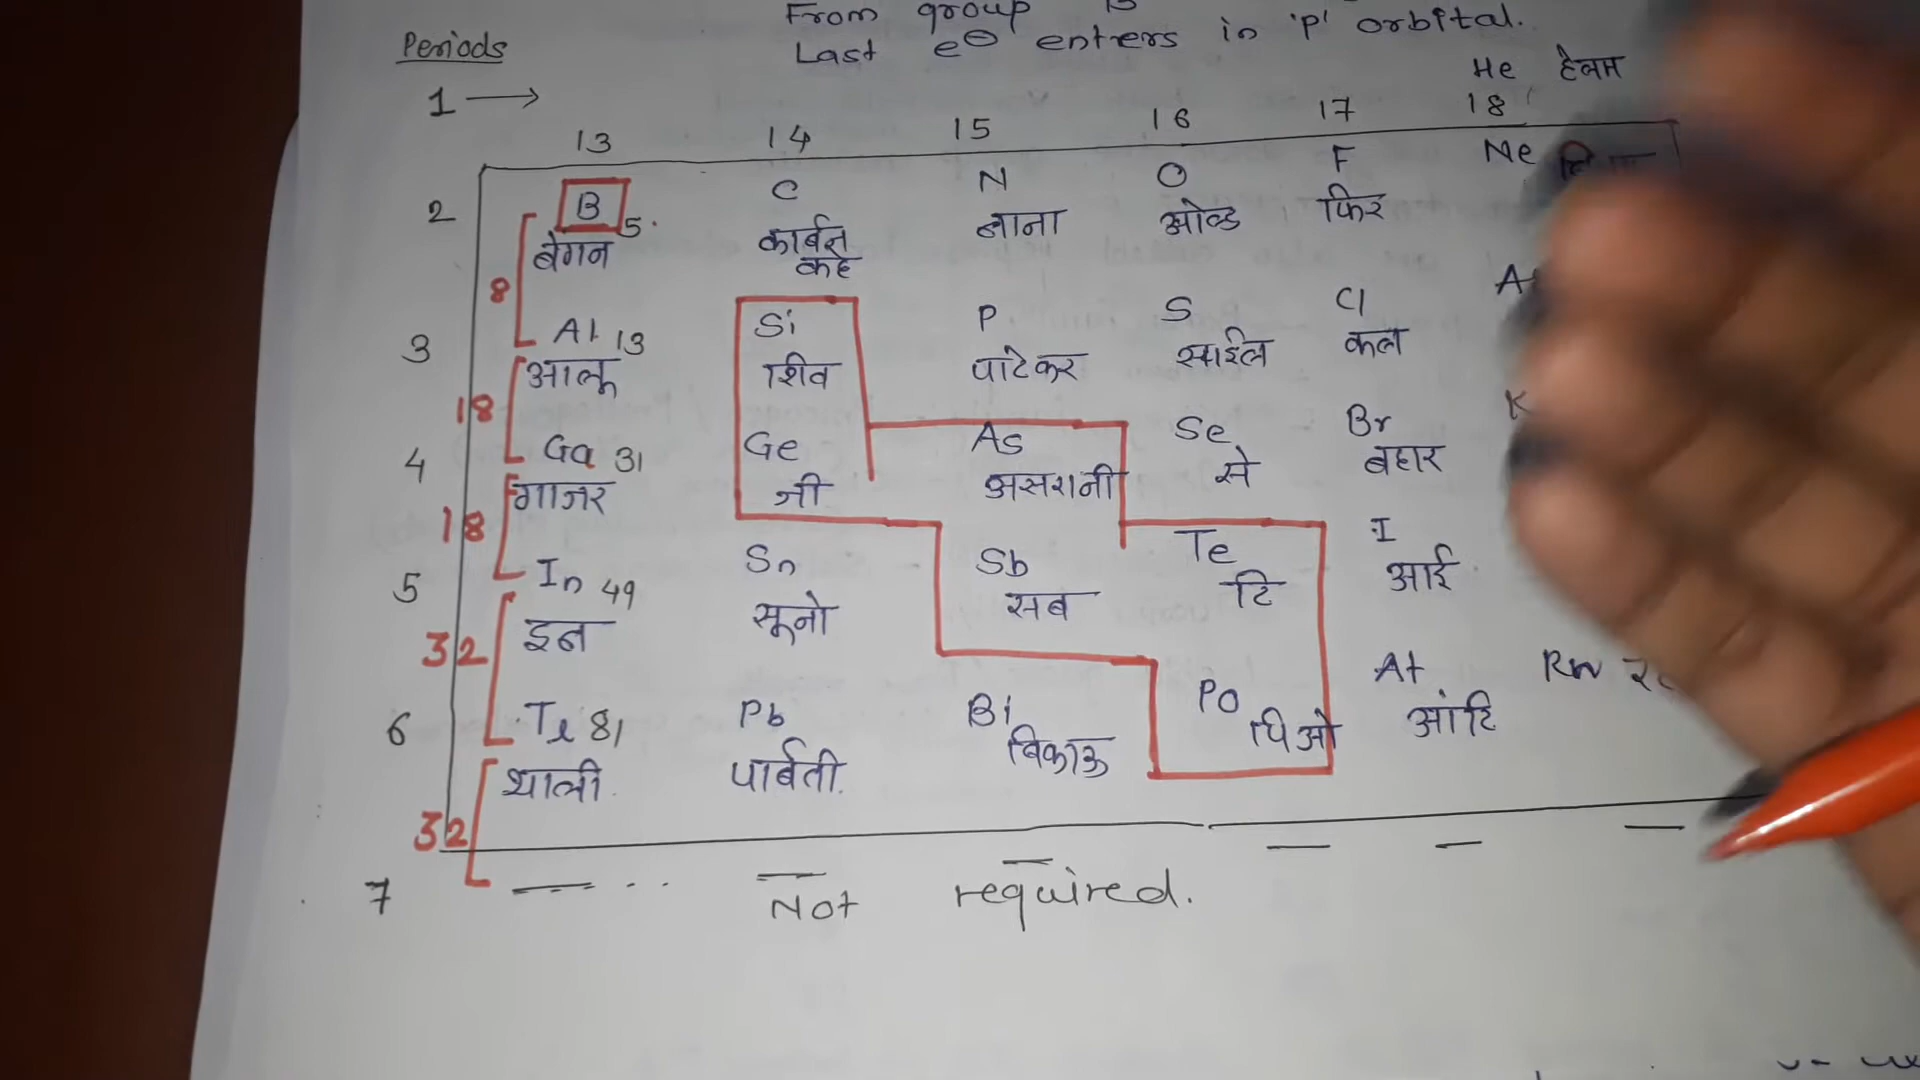 From group
Last e⊖ enters in 'p' orbital.
Periods
He हेलम
1 →
13 14 15 16 17 18
2 B 5. C N O F Ne
बेगन कार्बन नाना ओल्ड फिर
कहे
8
3 Al 13 Si P S Cl
आलू शिव पाटेकर स्टाईल कल
18
4 Ga 31 Ge As Se Br
गाजर जी असरानी से बहार
18
5 In 49 Sn Sb Te I
इन सूनो सब टि आई
32
6 Tl 81 Pb Bi Po At Rn
थाली पार्बती. बिकाऊ पिओ आंटि
32
7 Not required.